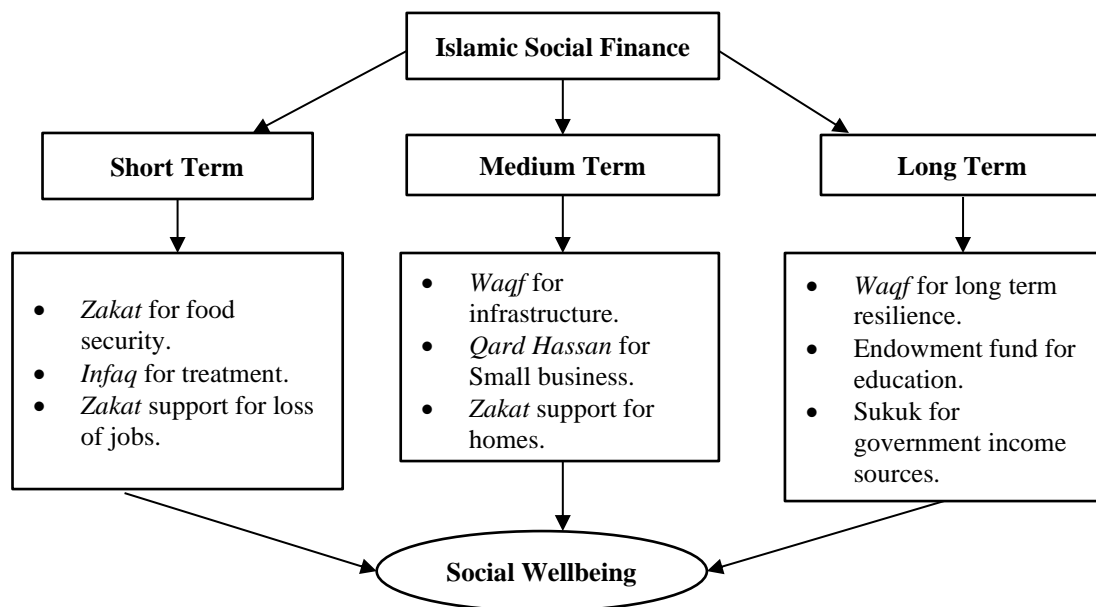 Islamic Social Finance
Short Term
Medium Term
Long Term
• Zakat for food
security.
• Infaq for treatment.
• Zakat support for loss
of jobs.
• Waqf for
infrastructure.
• Qard Hassan for
Small business.
• Zakat support for
homes.
• Waqf for long term
resilience.
• Endowment fund for
education.
• Sukuk for
government income
sources.
Social Wellbeing